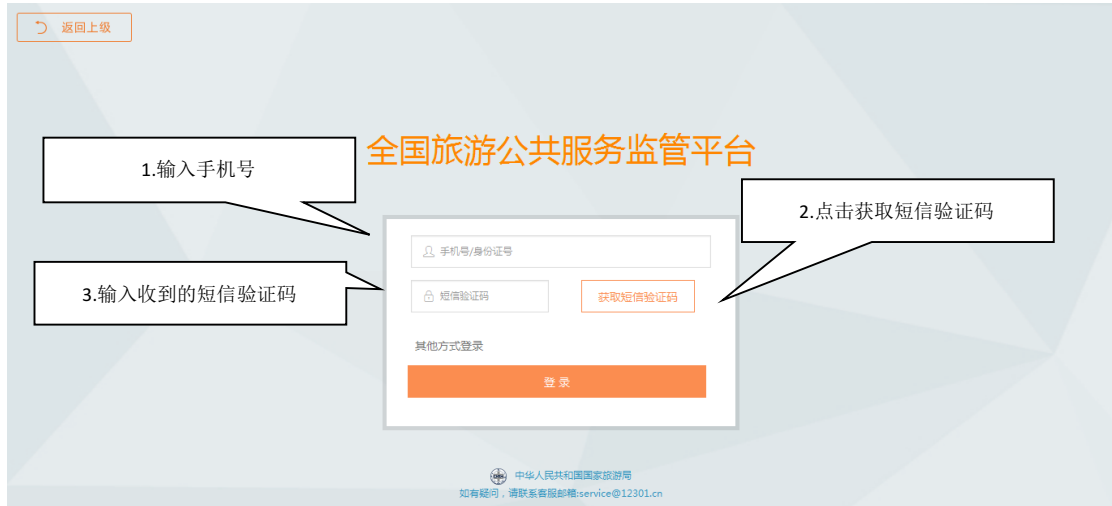 返回上级
全国旅游公共服务监管平台
1.输入手机号
2.点击获取短信验证码
手机号/身份证号
3.输入收到的短信验证码
短信验证码
获取短信验证码
其他方式登录
登 录
中华人民共和国国家旅游局
如有疑问，请联系客服邮箱:service@12301.cn